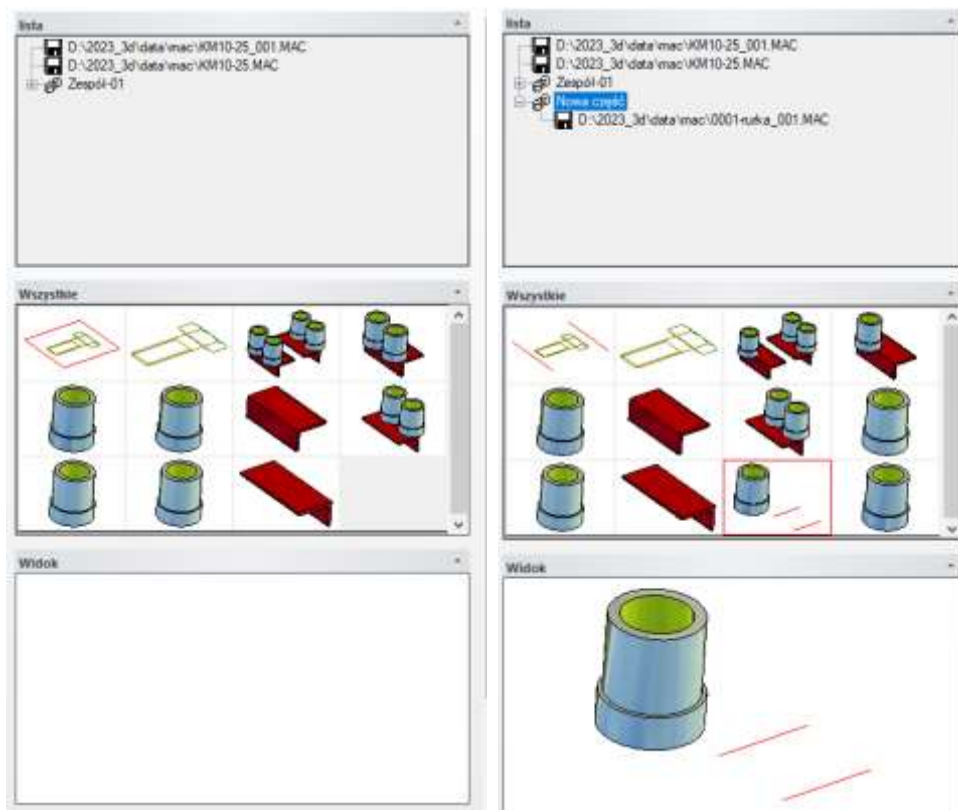 lista
D:\2023_3d\data\mac\KM10-25_001.MAC
D:\2023_3d\data\mac\KM10-25.MAC
Zespół-01
Wszystkie
Widok
lista
D:\2023_3d\data\mac\KM10-25_001.MAC
D:\2023_3d\data\mac\KM10-25.MAC
Zespół-01
Nowa część
D:\2023_3d\data\mac\0001-rurka_001.MAC
Wszystkie
Widok